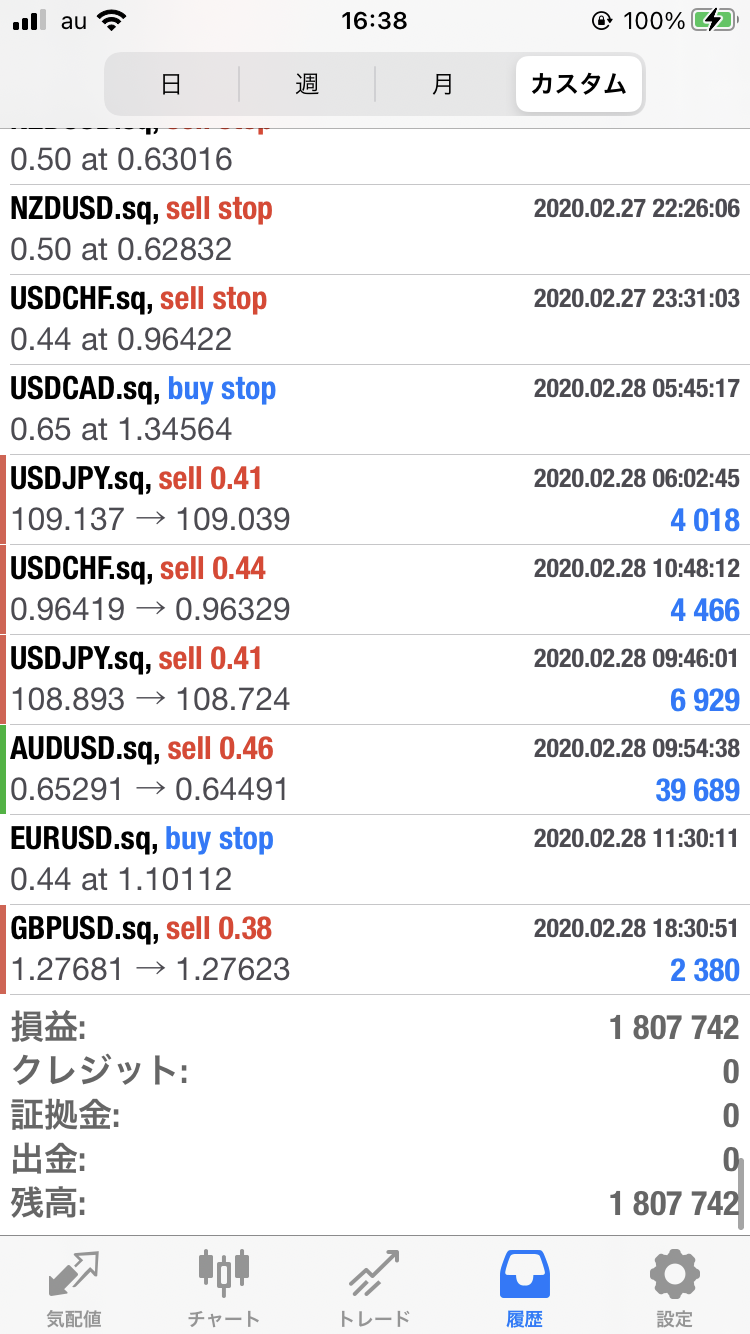 au 16:38 100%
日 週 月 カスタム
0.50 at 0.63016
NZDUSD.sq, sell stop 2020.02.27 22:26:06
0.50 at 0.62832
USDCHF.sq, sell stop 2020.02.27 23:31:03
0.44 at 0.96422
USDCAD.sq, buy stop 2020.02.28 05:45:17
0.65 at 1.34564
USDJPY.sq, sell 0.41 2020.02.28 06:02:45
109.137 → 109.039 4 018
USDCHF.sq, sell 0.44 2020.02.28 10:48:12
0.96419 → 0.96329 4 466
USDJPY.sq, sell 0.41 2020.02.28 09:46:01
108.893 → 108.724 6 929
AUDUSD.sq, sell 0.46 2020.02.28 09:54:38
0.65291 → 0.64491 39 689
EURUSD.sq, buy stop 2020.02.28 11:30:11
0.44 at 1.10112
GBPUSD.sq, sell 0.38 2020.02.28 18:30:51
1.27681 → 1.27623 2 380
損益: 1 807 742
クレジット: 0
証拠金: 0
出金: 0
残高: 1 807 742
気配値 チャート トレード 履歴 設定